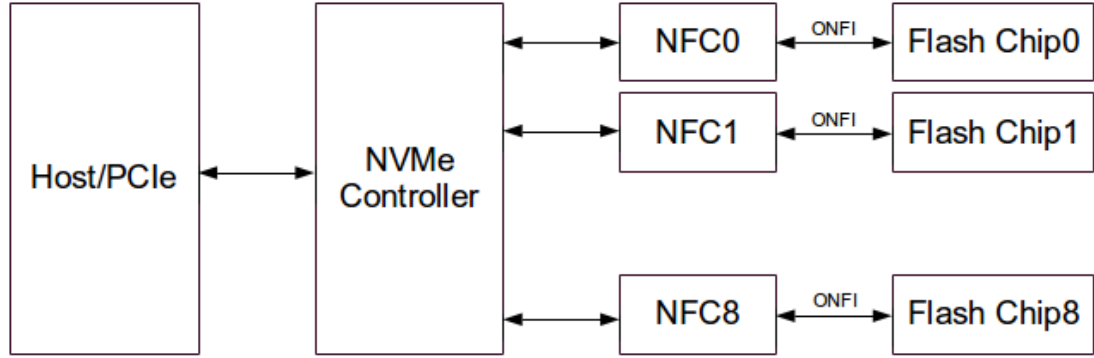 Host/PCIe
NVMe
Controller
NFC0
ONFI
Flash Chip0
NFC1
ONFI
Flash Chip1
NFC8
ONFI
Flash Chip8